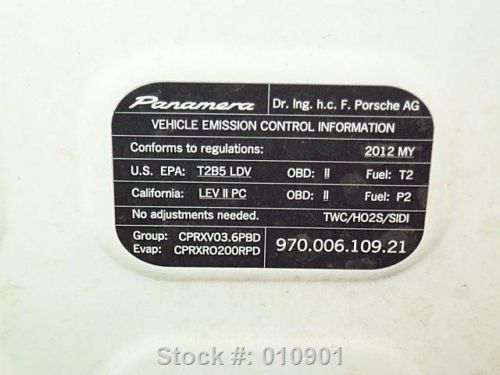 Panamera Dr. Ing. h.c. F. Porsche AG
VEHICLE EMISSION CONTROL INFORMATION
Conforms to regulations: 2012 MY
U.S. EPA: T2B5 LDV OBD: II Fuel: T2
California: LEV II PC OBD: II Fuel: P2
No adjustments needed. TWC/HO2S/SIDI
Group: CPRXV03.6PBD
Evap: CPRXR0200RPD
970.006.109.21
Stock #: 010901